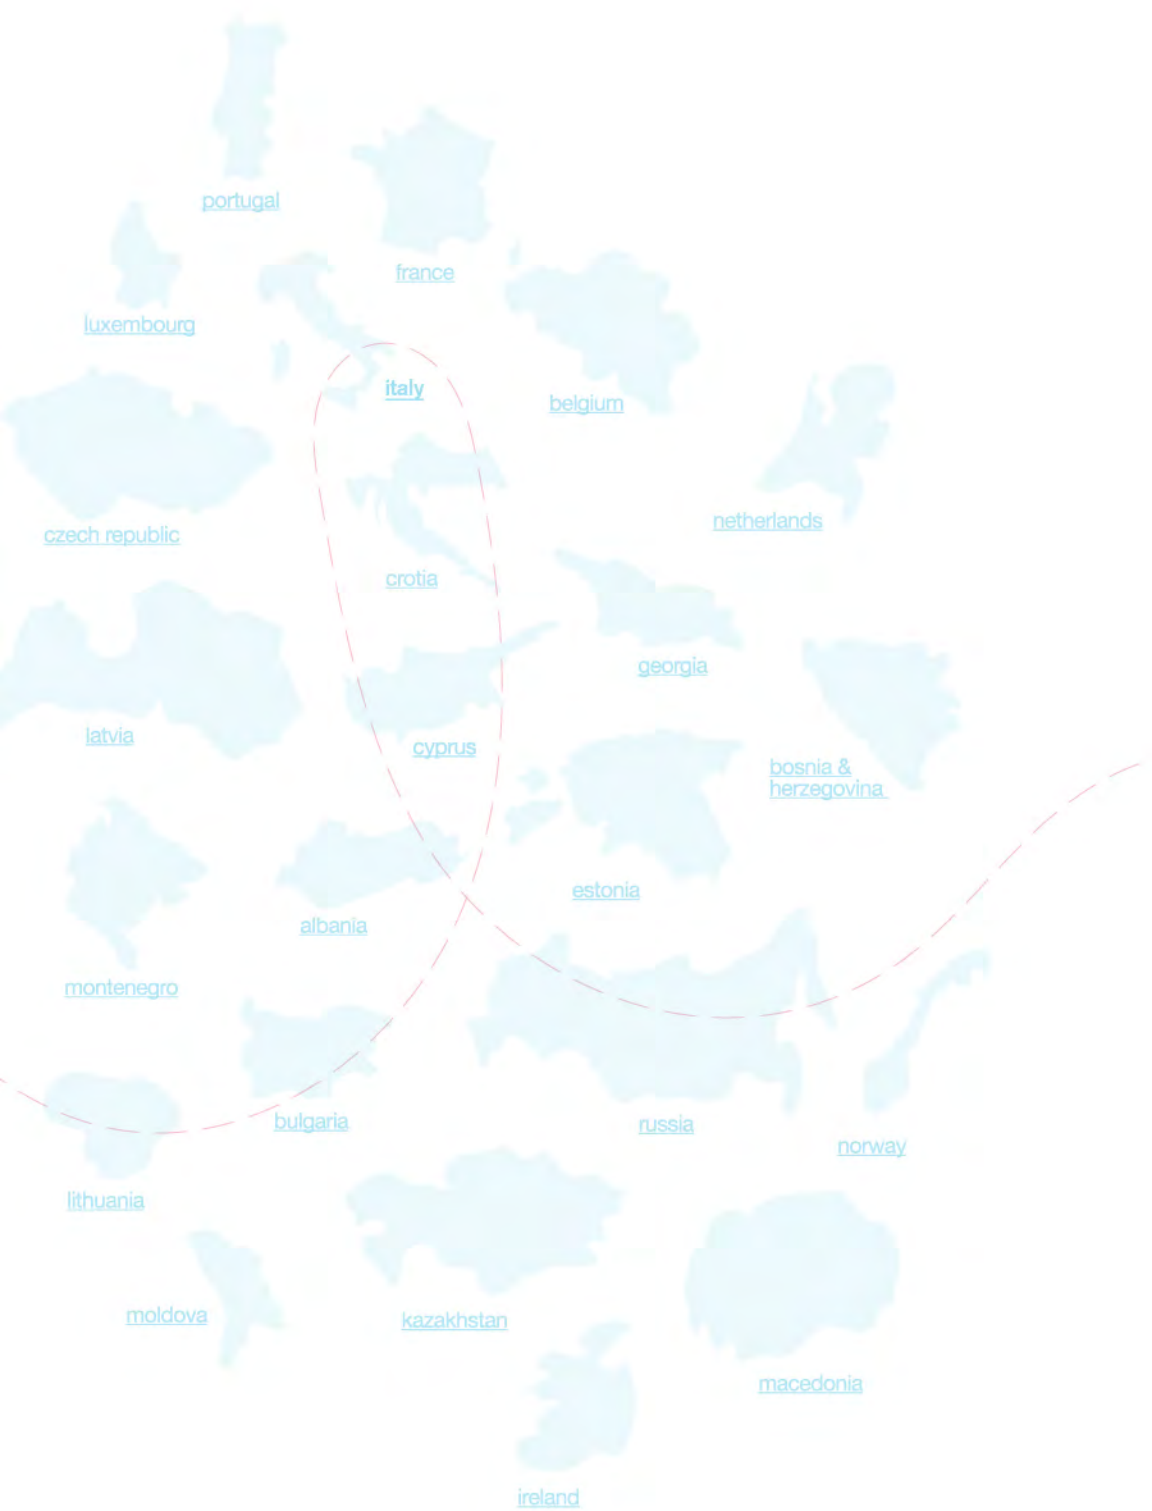 portugal
france
luxembourg
italy
belgium
netherlands
czech republic
crotia
georgia
latvia
cyprus
bosnia &
herzegovina
estonia
albania
montenegro
bulgaria
russia
norway
lithuania
moldova
kazakhstan
macedonia
ireland